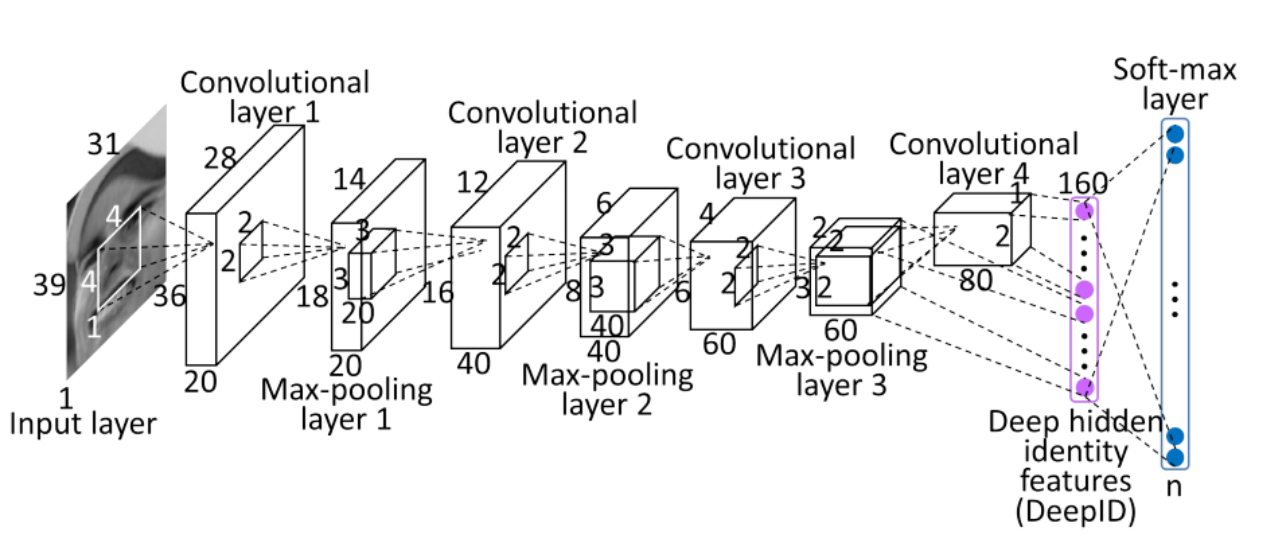 31
39
4
4
1
1
Input layer
Convolutional
layer 1
28
36
20
2
2
14
18
3
3
20
20
Max-pooling
layer 1
Convolutional
layer 2
12
16
40
2
2
6
8
3
3
40
40
Max-pooling
layer 2
Convolutional
layer 3
4
6
60
2
2
2
3
2
2
60
Max-pooling
layer 3
Convolutional
layer 4
1
2
80
160
Deep hidden
identity
features
(DeepID)
Soft-max
layer
n